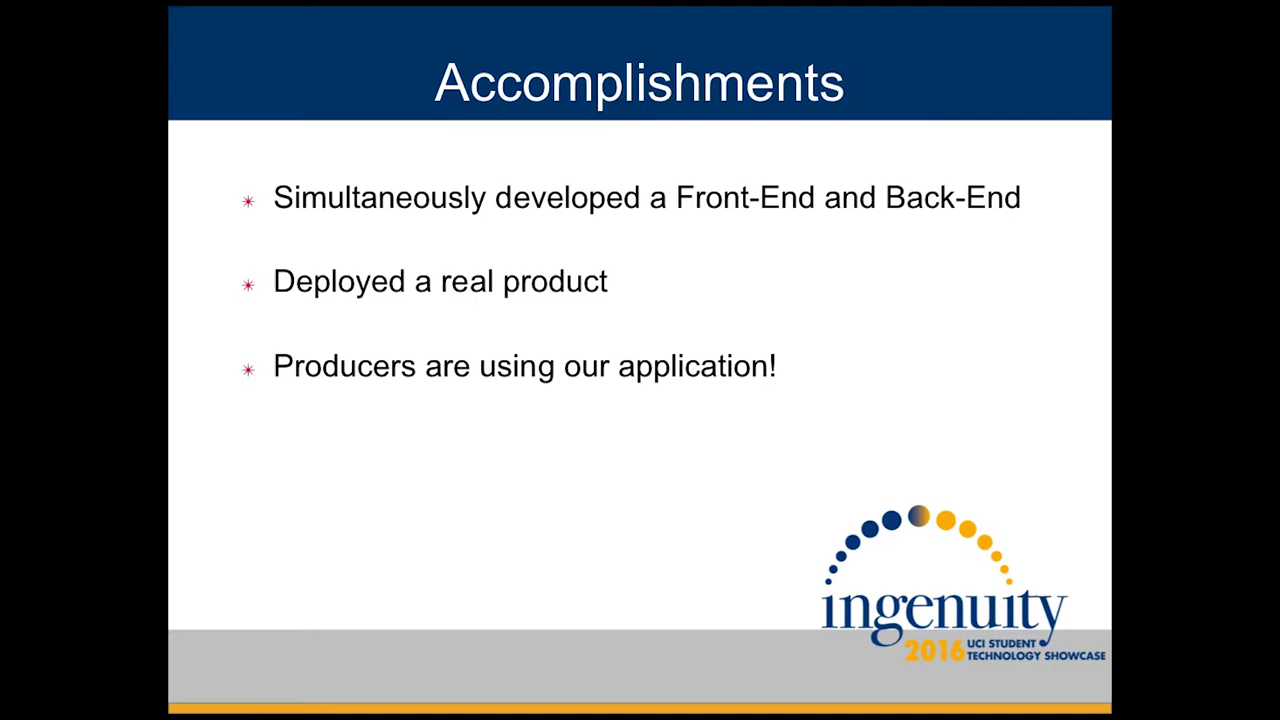 Accomplishments
Simultaneously developed a Front-End and Back-End
Deployed a real product
Producers are using our application!
ingenuity
2016 UCI STUDENT
TECHNOLOGY SHOWCASE